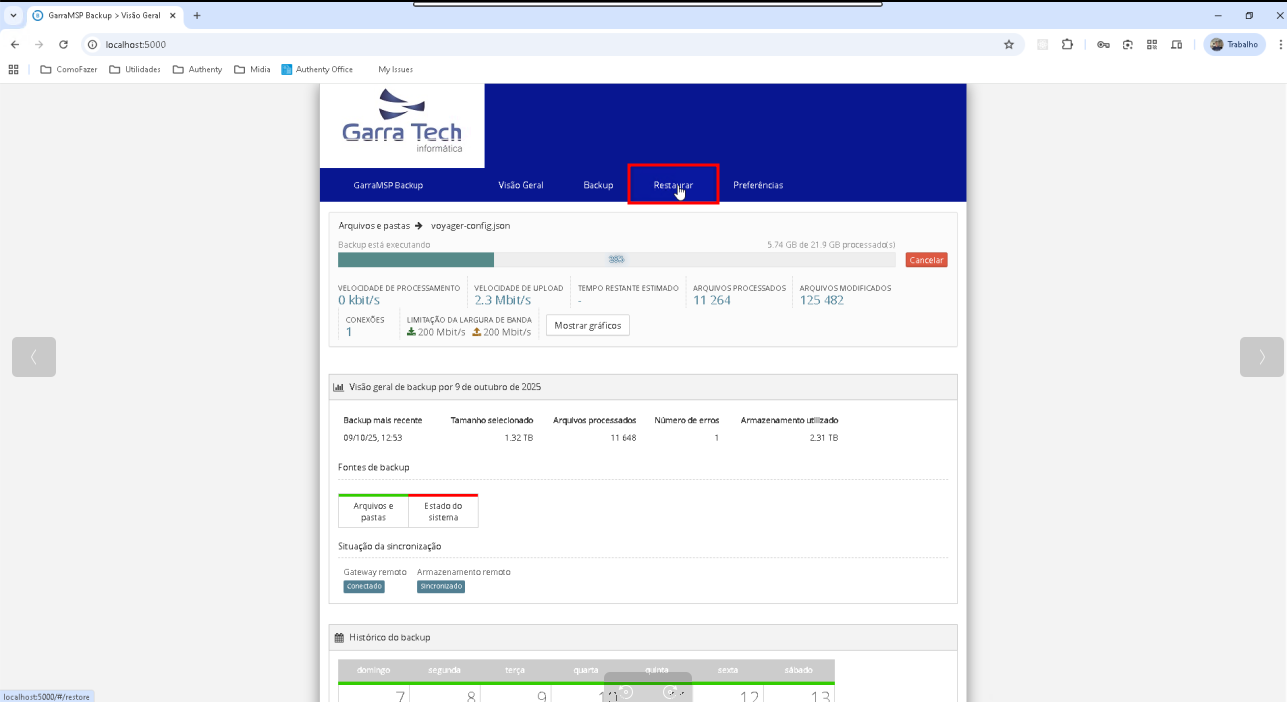 GarraMSP Backup > Visão Geral
localhost:5000
Trabalho
ComoFazer Utilidades Authenty Midia Authenty Office My Issues
Garra Tech
informática
GarraMSP Backup Visão Geral Backup Restaurar Preferências
Arquivos e pastas voyager-config.json
Backup está executando 5.74 GB de 21.9 GB processado(s)
Cancelar
VELOCIDADE DE PROCESSAMENTO VELOCIDADE DE UPLOAD TEMPO RESTANTE ESTIMADO ARQUIVOS PROCESSADOS ARQUIVOS MODIFICADOS
0 kbit/s 2.3 Mbit/s - 11 264 125 482
CONEXÕES LIMITAÇÃO DA LARGURA DE BANDA
1 200 Mbit/s 200 Mbit/s Mostrar gráficos
Visão geral de backup por 9 de outubro de 2025
Backup mais recente Tamanho selecionado Arquivos processados Número de erros Armazenamento utilizado
09/10/25, 12:53 1.32 TB 11 648 1 2.31 TB
Fontes de backup
Arquivos e pastas Estado do sistema
Situação da sincronização
Gateway remoto Armazenamento remoto
Conectado Sincronizado
Histórico do backup
domingo segunda terça quarta quinta sexta sábado
7 8 9 12 13
localhost:5000/#/restore